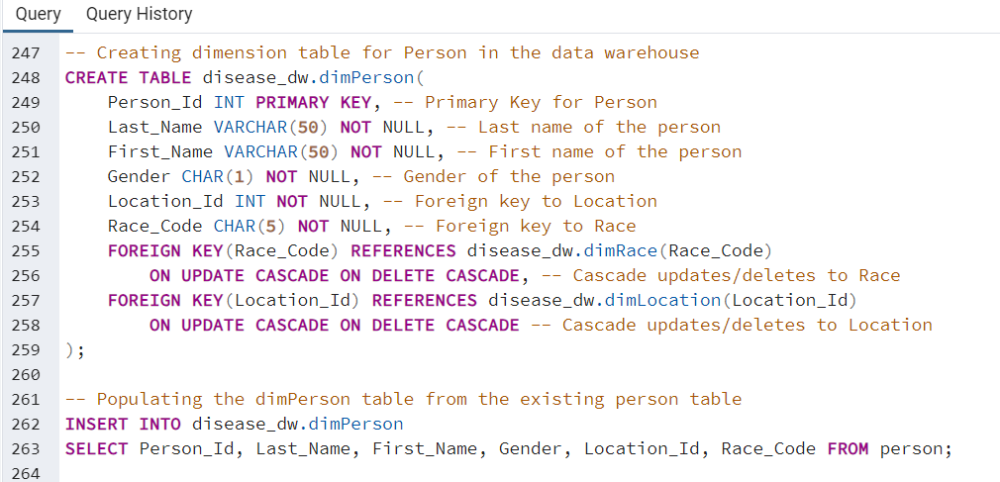 Query Query History
247 -- Creating dimension table for Person in the data warehouse
248 CREATE TABLE disease_dw.dimPerson(
249     Person_Id INT PRIMARY KEY, -- Primary Key for Person
250     Last_Name VARCHAR(50) NOT NULL, -- Last name of the person
251     First_Name VARCHAR(50) NOT NULL, -- First name of the person
252     Gender CHAR(1) NOT NULL, -- Gender of the person
253     Location_Id INT NOT NULL, -- Foreign key to Location
254     Race_Code CHAR(5) NOT NULL, -- Foreign key to Race
255     FOREIGN KEY(Race_Code) REFERENCES disease_dw.dimRace(Race_Code)
256         ON UPDATE CASCADE ON DELETE CASCADE, -- Cascade updates/deletes to Race
257     FOREIGN KEY(Location_Id) REFERENCES disease_dw.dimLocation(Location_Id)
258         ON UPDATE CASCADE ON DELETE CASCADE -- Cascade updates/deletes to Location
259 );
260
261 -- Populating the dimPerson table from the existing person table
262 INSERT INTO disease_dw.dimPerson
263 SELECT Person_Id, Last_Name, First_Name, Gender, Location_Id, Race_Code FROM person;
264